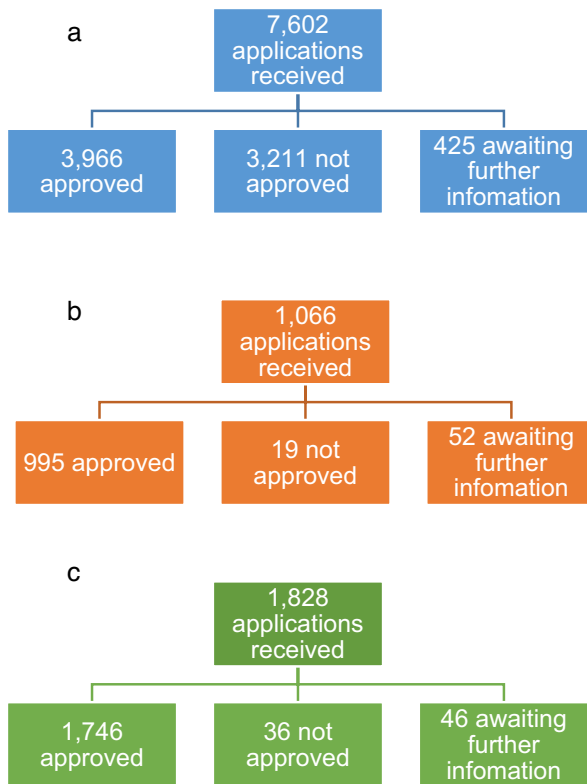 a
7,602
applications
received
3,966
approved
3,211 not
approved
425 awaiting
further
infomation
b
1,066
applications
received
995 approved
19 not
approved
52 awaiting
further
infomation
c
1,828
applications
received
1,746
approved
36 not
approved
46 awaiting
further
infomation